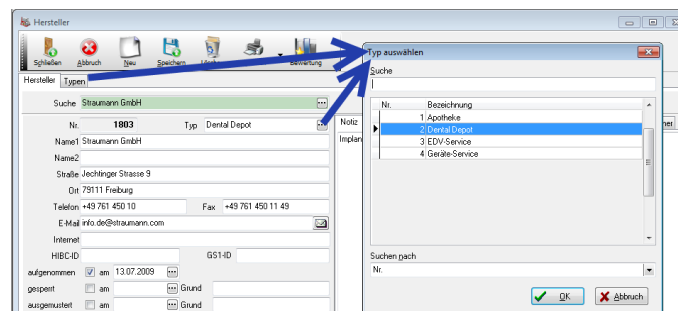 Hersteller
Schließen Abbruch Neu Speichern Bewertung
Hersteller Typen
Suche Straumann GmbH
Nr. 1803 Typ Dental Depot
Name1 Straumann GmbH
Name2
Straße Jechtinger Strasse 9
Ort 79111 Freiburg
Telefon +49 761 450 10 Fax +49 761 450 11 49
E-Mail info.de@straumann.com
Internet
HIBC-ID GS1-ID
aufgenommen am 13.07.2009
gesperrt am Grund
ausgemustert am Grund
Notiz
Implan
Typ auswählen
Suche
Nr. Bezeichnung
1 Apotheke
2 Dental Depot
3 EDV-Service
4 Geräte-Service
Suchen nach
Nr.
OK Abbruch
ner